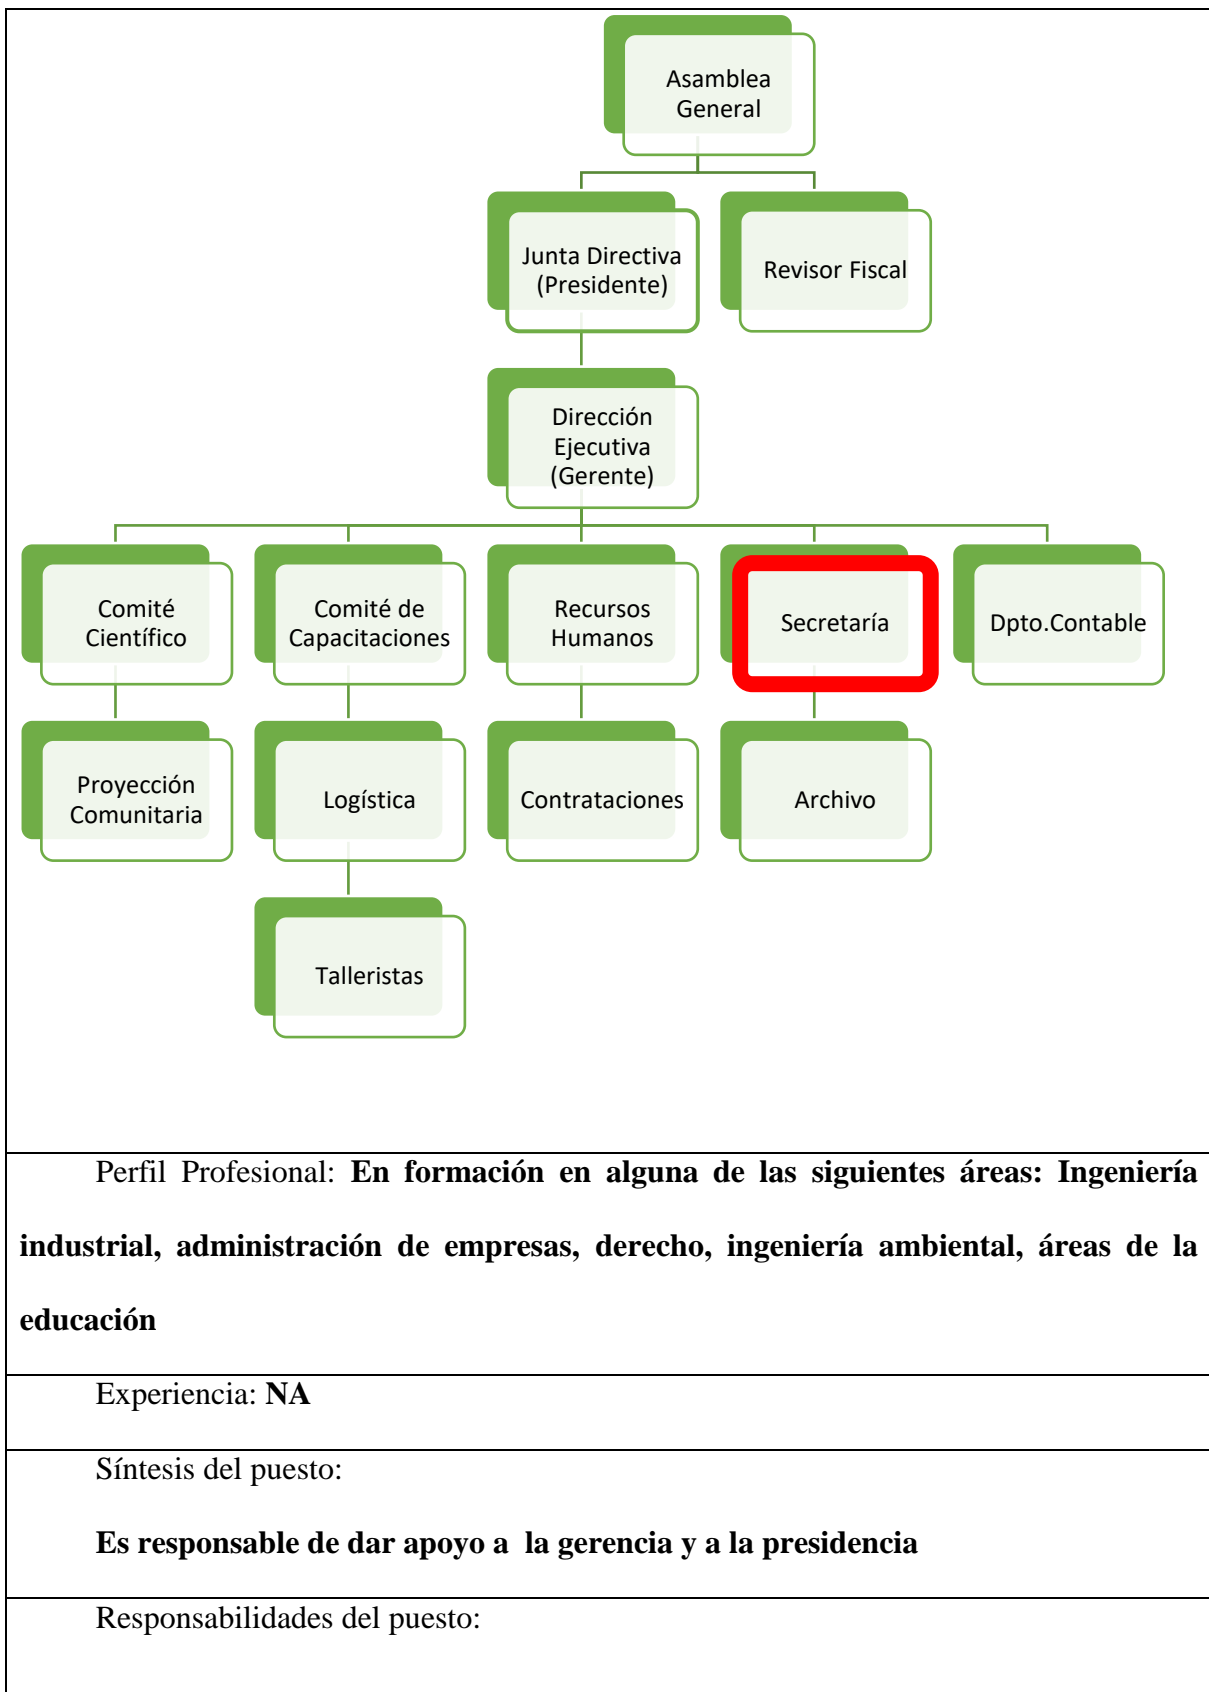 Asamblea
General
Junta Directiva
(Presidente)
Revisor Fiscal
Dirección
Ejecutiva
(Gerente)
Comité
Científico
Comité de
Capacitaciones
Recursos
Humanos
Secretaría
Dpto.Contable
Proyección
Comunitaria
Logística
Contrataciones
Archivo
Talleristas
Perfil Profesional: En formación en alguna de las siguientes áreas: Ingeniería
industrial, administración de empresas, derecho, ingeniería ambiental, áreas de la
educación
Experiencia: NA
Síntesis del puesto:
Es responsable de dar apoyo a  la gerencia y a la presidencia
Responsabilidades del puesto: